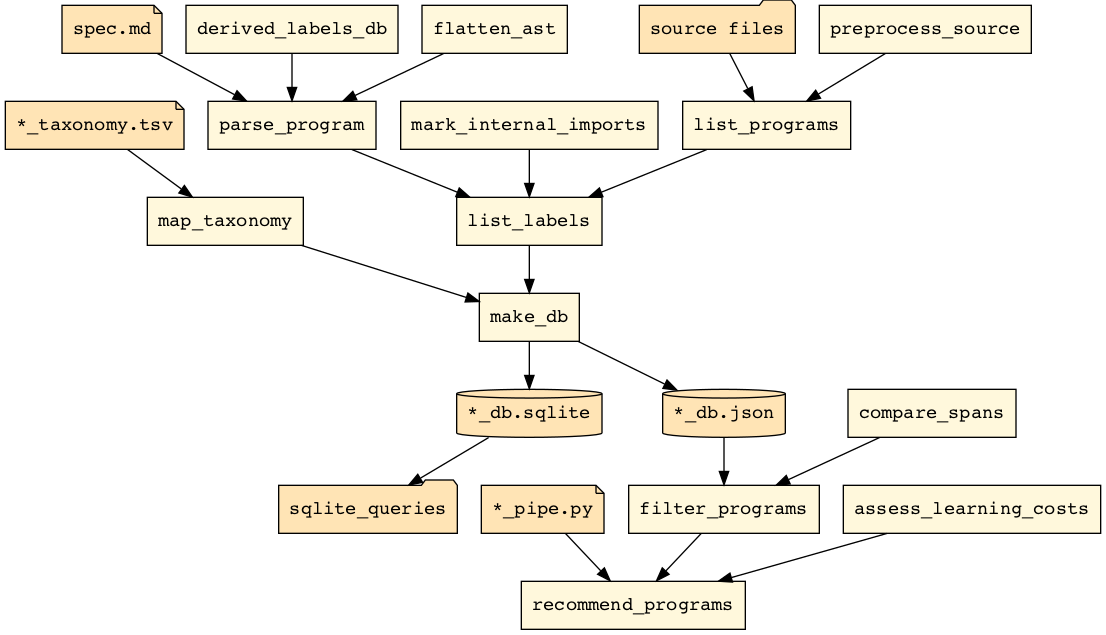 spec.md
derived_labels_db
flatten_ast
source files
preprocess_source
*_taxonomy.tsv
parse_program
mark_internal_imports
list_programs
map_taxonomy
list_labels
make_db
*_db.sqlite
*_db.json
compare_spans
sqlite_queries
*_pipe.py
filter_programs
assess_learning_costs
recommend_programs